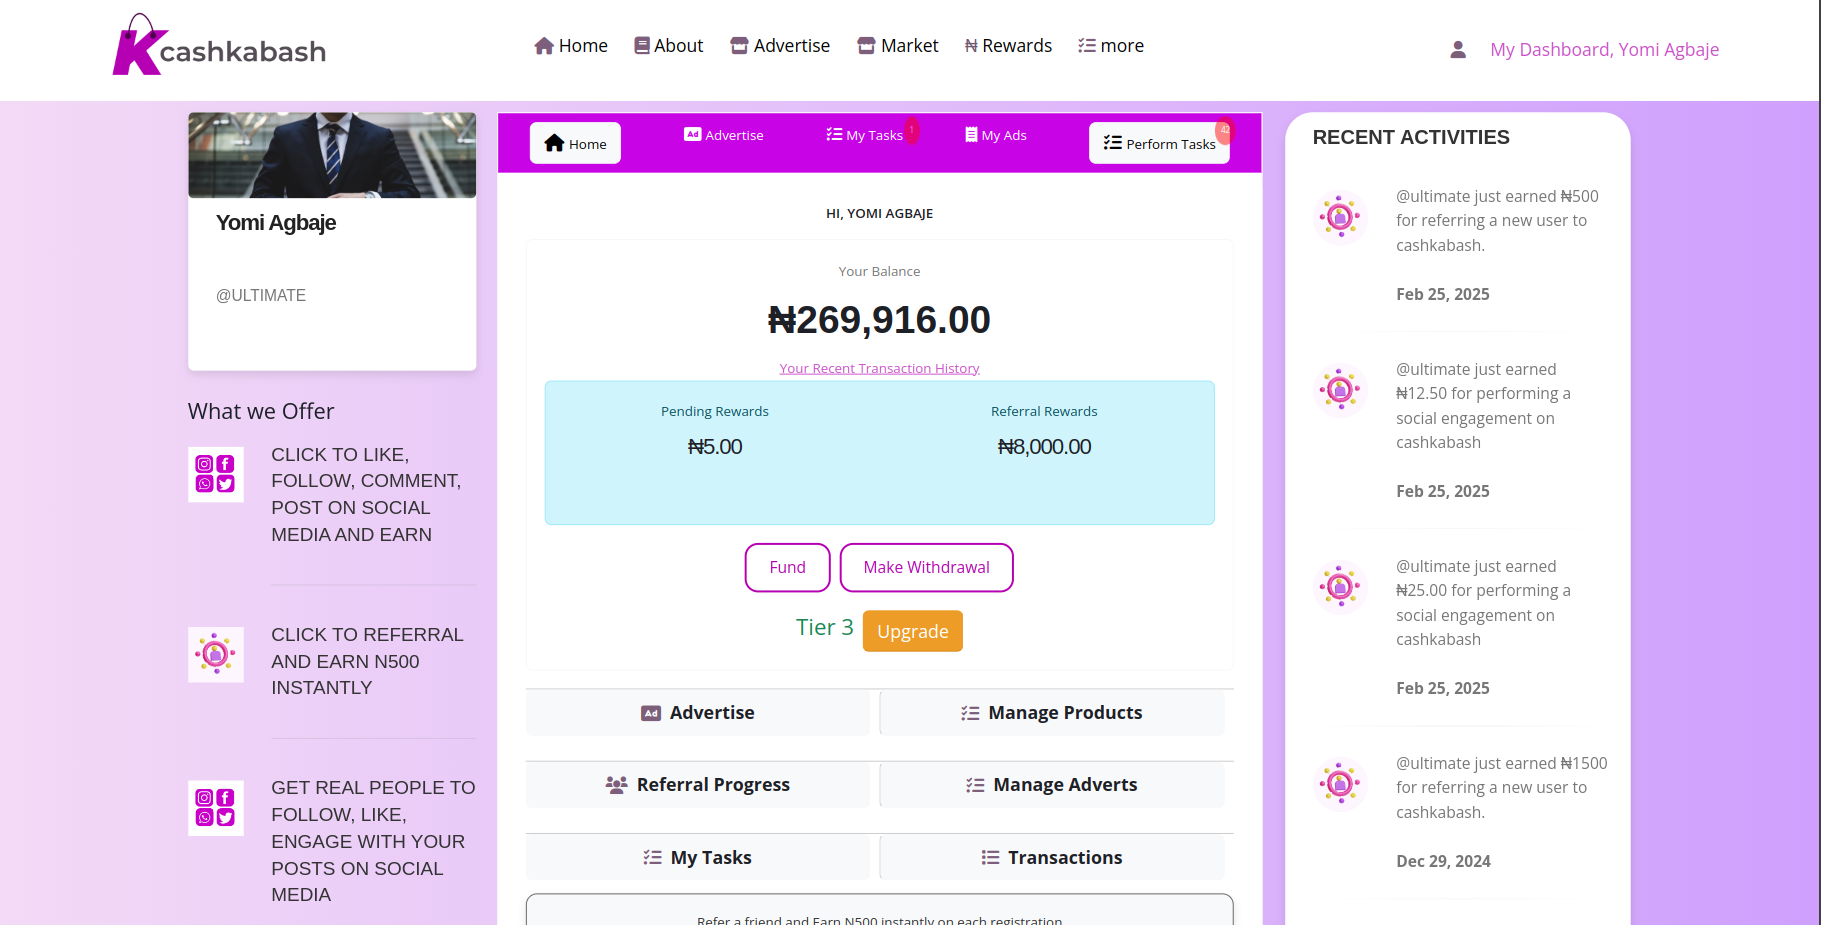 cashkabash
Home About Advertise Market ₦ Rewards more
My Dashboard, Yomi Agbaje
Yomi Agbaje
@ULTIMATE
What we Offer
CLICK TO LIKE,
FOLLOW, COMMENT,
POST ON SOCIAL
MEDIA AND EARN
CLICK TO REFERRAL
AND EARN N500
INSTANTLY
GET REAL PEOPLE TO
FOLLOW, LIKE,
ENGAGE WITH YOUR
POSTS ON SOCIAL
MEDIA
Home
Ad Advertise
My Tasks 1
My Ads
Perform Tasks 42
HI, YOMI AGBAJE
Your Balance
₦269,916.00
Your Recent Transaction History
Pending Rewards
₦5.00
Referral Rewards
₦8,000.00
Fund
Make Withdrawal
Tier 3
Upgrade
Ad Advertise
Manage Products
Referral Progress
Manage Adverts
My Tasks
Transactions
Refer a friend and Earn N500 instantly on each registration
RECENT ACTIVITIES
@ultimate just earned ₦500
for referring a new user to
cashkabash.
Feb 25, 2025
@ultimate just earned
₦12.50 for performing a
social engagement on
cashkabash
Feb 25, 2025
@ultimate just earned
₦25.00 for performing a
social engagement on
cashkabash
Feb 25, 2025
@ultimate just earned ₦1500
for referring a new user to
cashkabash.
Dec 29, 2024